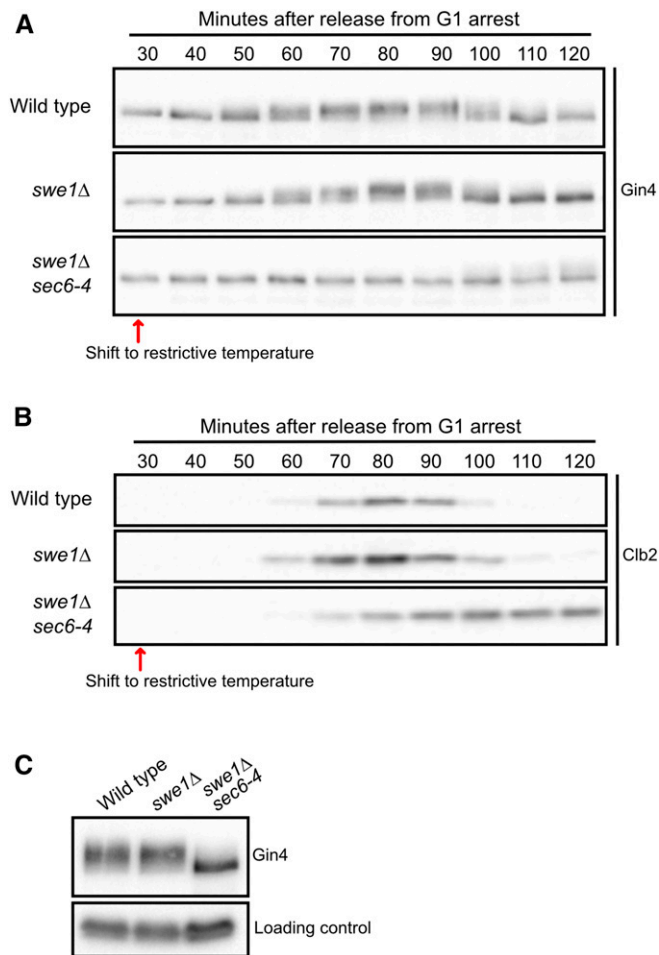 A
Minutes after release from G1 arrest
30 40 50 60 70 80 90 100 110 120
Wild type
swe1Δ
swe1Δ
sec6-4
Gin4
Shift to restrictive temperature
B
Minutes after release from G1 arrest
30 40 50 60 70 80 90 100 110 120
Wild type
swe1Δ
swe1Δ
sec6-4
Clb2
Shift to restrictive temperature
C
Wild type
swe1Δ
swe1Δ
sec6-4
Gin4
Loading control